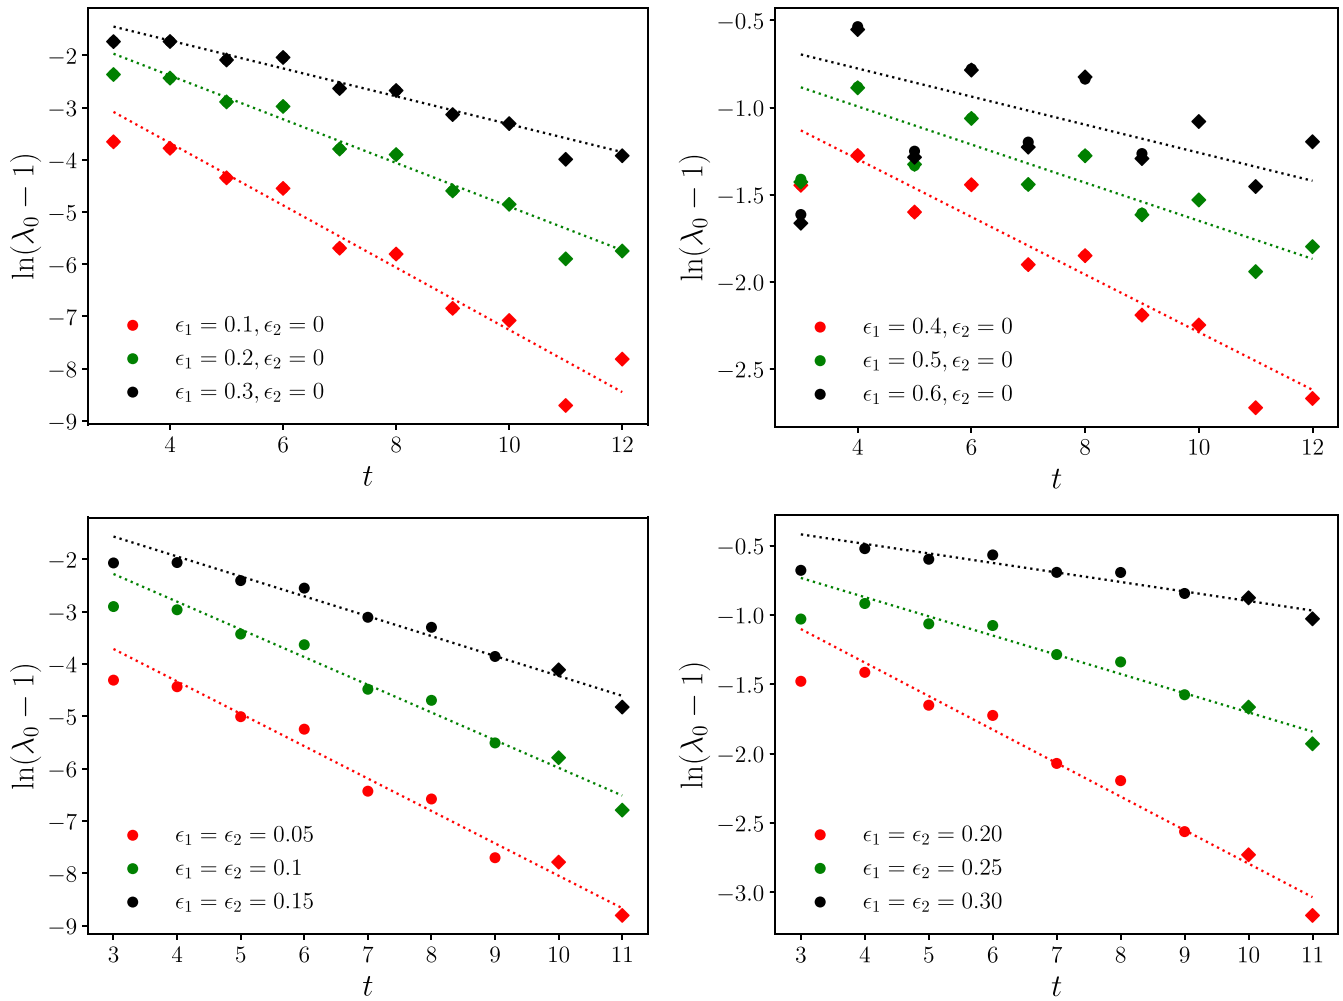 ln(λ₀ − 1)
−2
−3
−4
−5
−6
−7
−8
−9
ϵ₁ = 0.1, ϵ₂ = 0
ϵ₁ = 0.2, ϵ₂ = 0
ϵ₁ = 0.3, ϵ₂ = 0
4 6 8 10 12
t
ln(λ₀ − 1)
−0.5
−1.0
−1.5
−2.0
−2.5
ϵ₁ = 0.4, ϵ₂ = 0
ϵ₁ = 0.5, ϵ₂ = 0
ϵ₁ = 0.6, ϵ₂ = 0
4 6 8 10 12
t
ln(λ₀ − 1)
−2
−3
−4
−5
−6
−7
−8
−9
ϵ₁ = ϵ₂ = 0.05
ϵ₁ = ϵ₂ = 0.1
ϵ₁ = ϵ₂ = 0.15
3 4 5 6 7 8 9 10 11
t
ln(λ₀ − 1)
−0.5
−1.0
−1.5
−2.0
−2.5
−3.0
ϵ₁ = ϵ₂ = 0.20
ϵ₁ = ϵ₂ = 0.25
ϵ₁ = ϵ₂ = 0.30
3 4 5 6 7 8 9 10 11
t